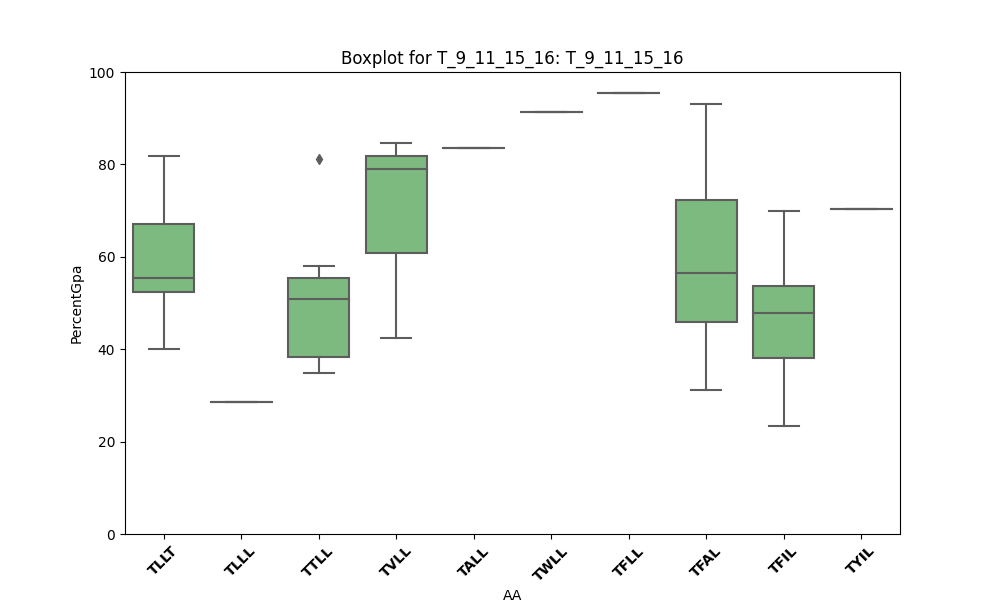 Boxplot for T_9_11_15_16: T_9_11_15_16
100
80
60
40
20
0
PercentGpa
TLLT TLLL TTLL TVLL TALL TWLL TFLL TFAL TFIL TYIL
AA